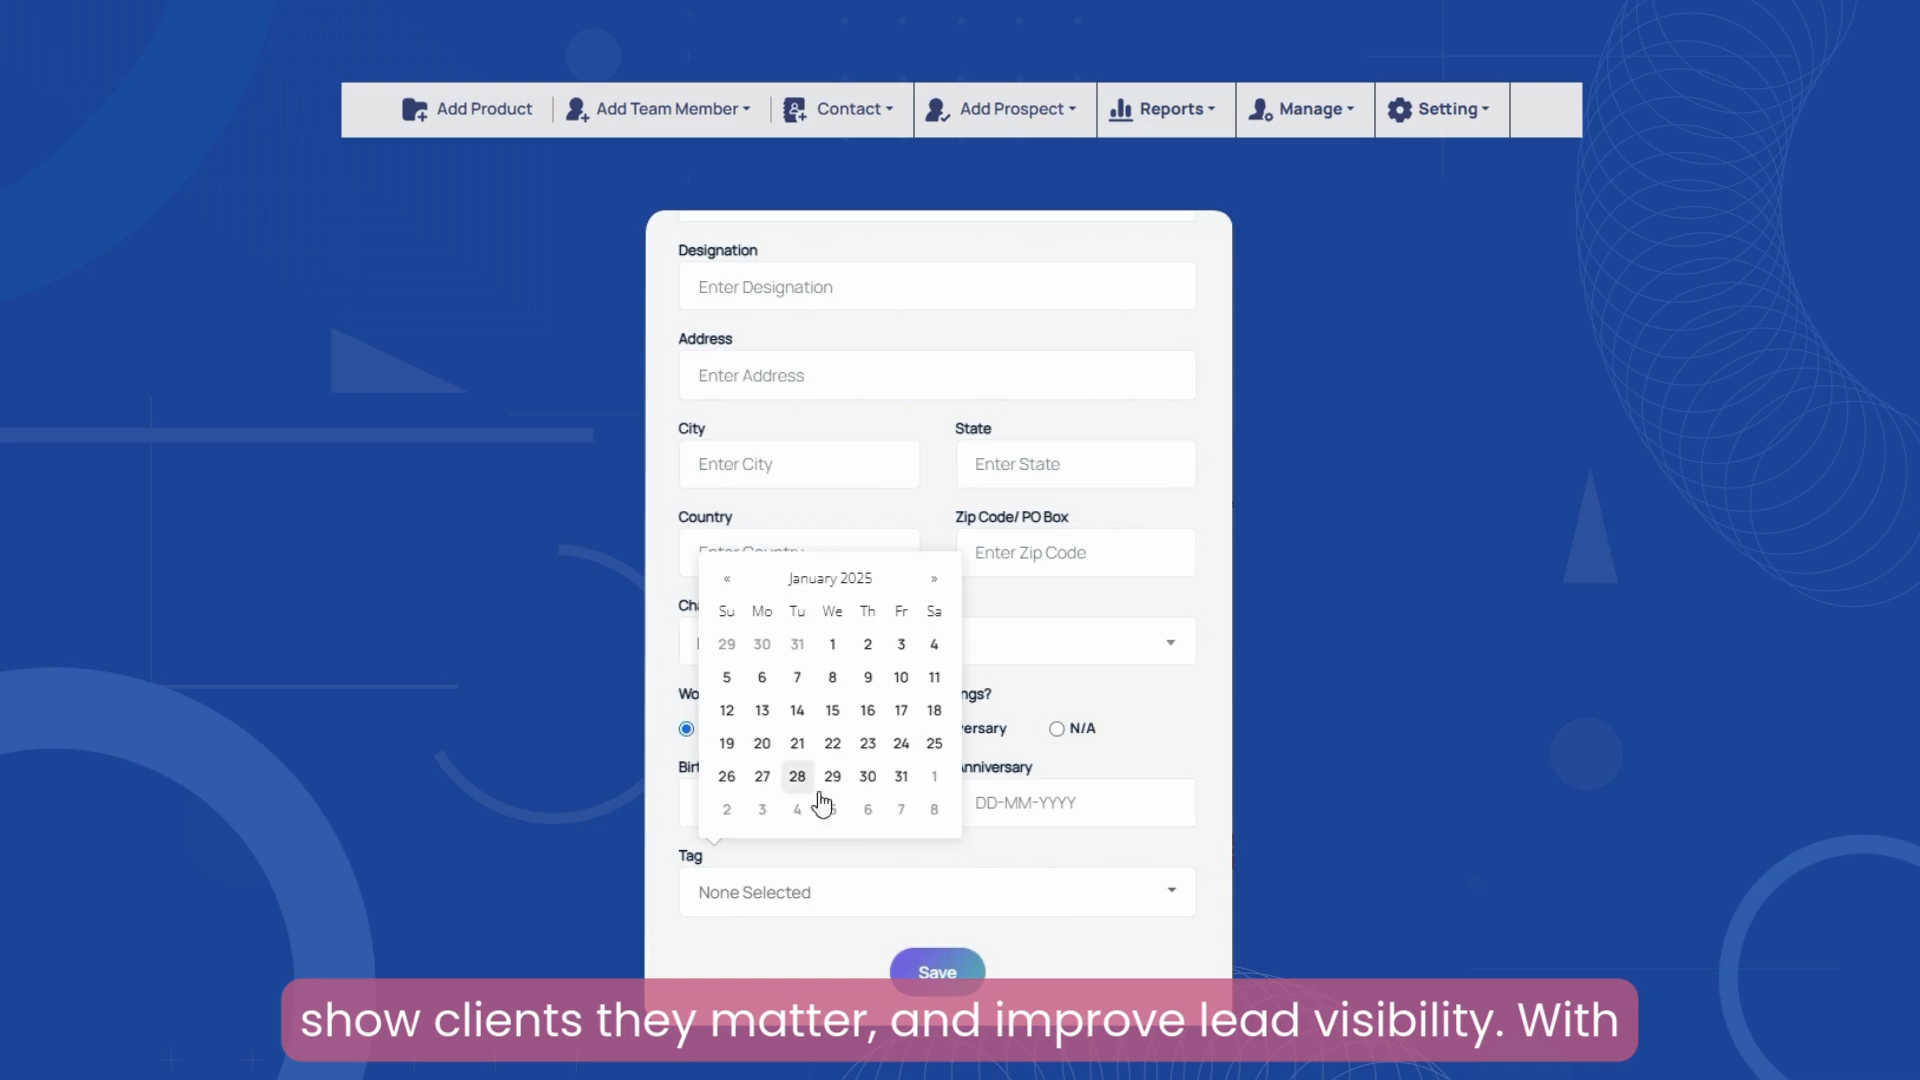 Add Product
Add Team Member
Contact
Add Prospect
Reports
Manage
Setting
Designation
Enter Designation
Address
Enter Address
City
State
Enter City
Enter State
Country
Zip Code/ PO Box
Enter Zip Code
« January 2025 »
Su Mo Tu We Th Fr Sa
29 30 31 1 2 3 4
5 6 7 8 9 10 11
12 13 14 15 16 17 18
19 20 21 22 23 24 25
26 27 28 29 30 31 1
2 3 4 5 6 7 8
N/A
Anniversary
DD-MM-YYYY
Tag
None Selected
Save
show clients they matter, and improve lead visibility. With